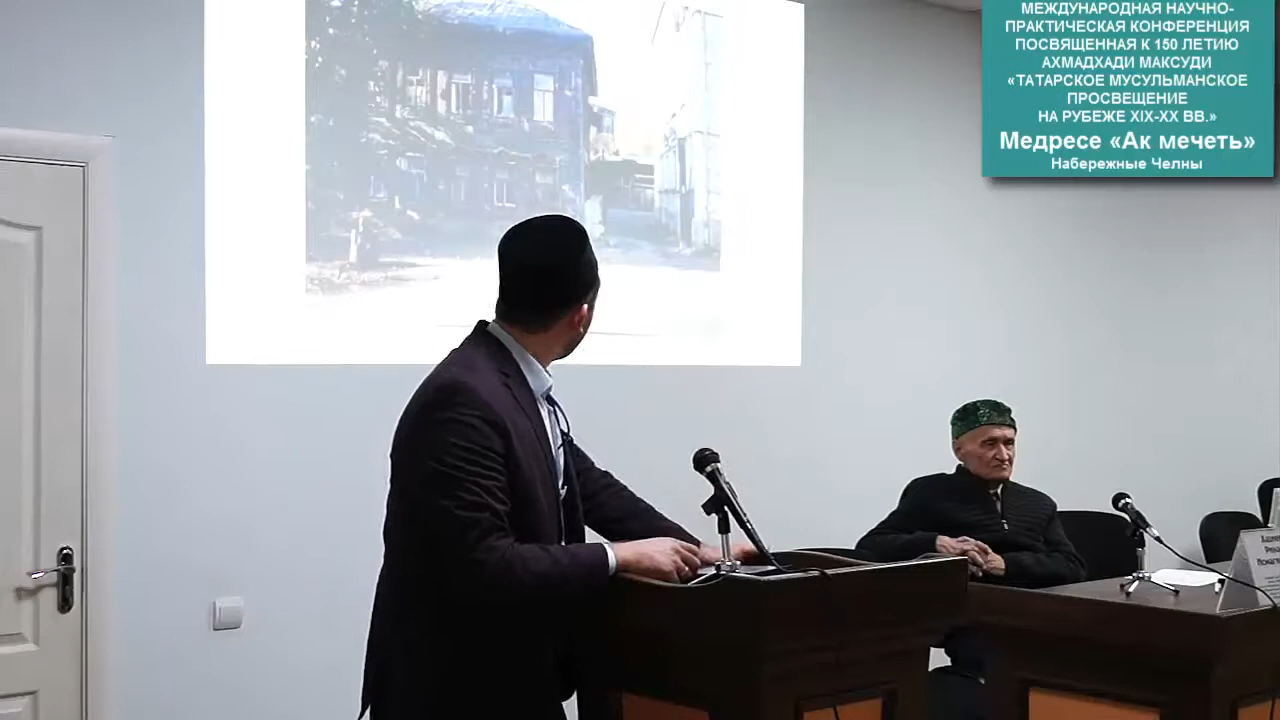 МЕЖДУНАРОДНАЯ НАУЧНО-
ПРАКТИЧЕСКАЯ КОНФЕРЕНЦИЯ
ПОСВЯЩЕННАЯ К 150 ЛЕТИЮ
АХМАДХАДИ МАКСУДИ
«ТАТАРСКОЕ МУСУЛЬМАНСКОЕ
ПРОСВЕЩЕНИЕ
НА РУБЕЖЕ XIX-XX ВВ.»
Медресе «Ак мечеть»
Набережные Челны